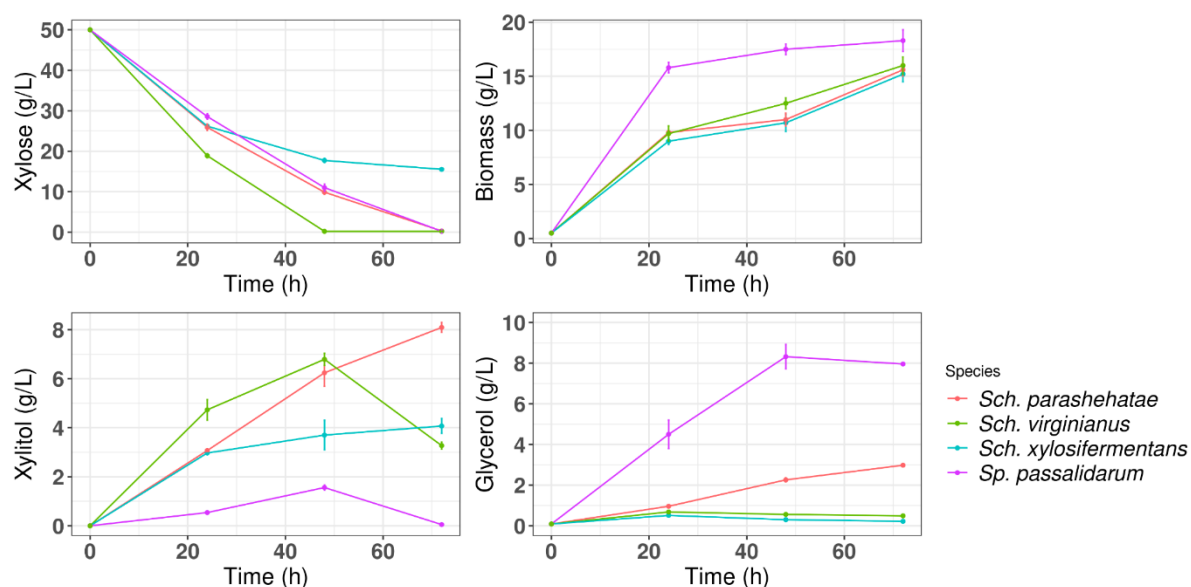 Xylose (g/L)
50
40
30
20
10
0
0 20 40 60
Time (h)
Biomass (g/L)
20
15
10
5
0
0 20 40 60
Time (h)
Xylitol (g/L)
8
6
4
2
0
0 20 40 60
Time (h)
Glycerol (g/L)
10
8
6
4
2
0
0 20 40 60
Time (h)
Species
Sch. parashehatae
Sch. virginianus
Sch. xylosifermentans
Sp. passalidarum